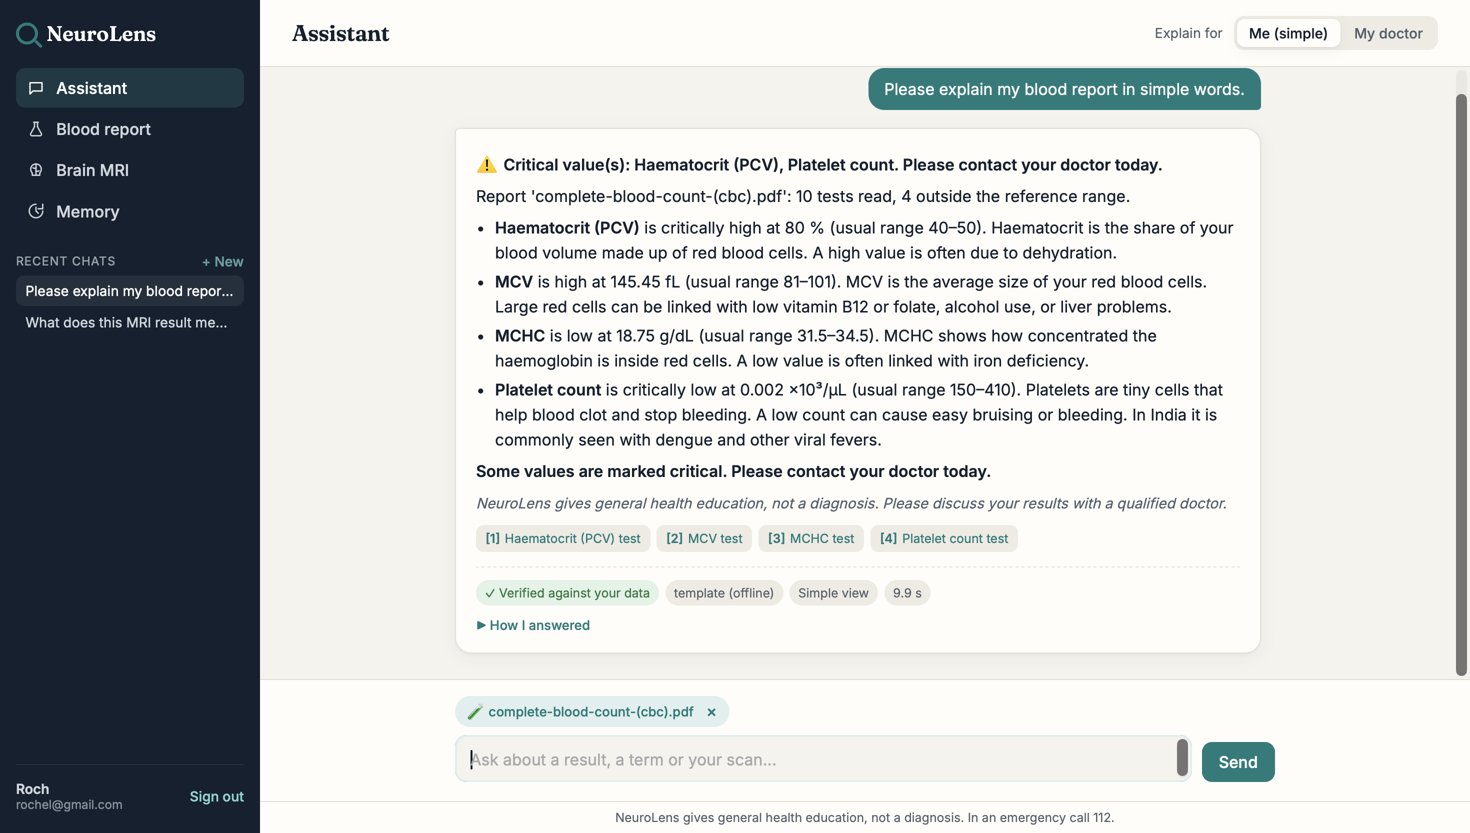 NeuroLens
Assistant
Blood report
Brain MRI
Memory
RECENT CHATS
+ New
Please explain my blood repor...
What does this MRI result me...
Roch
rochel@gmail.com
Sign out
Assistant
Explain for
Me (simple)
My doctor
Please explain my blood report in simple words.
⚠️ Critical value(s): Haematocrit (PCV), Platelet count. Please contact your doctor today.
Report 'complete-blood-count-(cbc).pdf': 10 tests read, 4 outside the reference range.
• Haematocrit (PCV) is critically high at 80 % (usual range 40–50). Haematocrit is the share of your
blood volume made up of red blood cells. A high value is often due to dehydration.
• MCV is high at 145.45 fL (usual range 81–101). MCV is the average size of your red blood cells.
Large red cells can be linked with low vitamin B12 or folate, alcohol use, or liver problems.
• MCHC is low at 18.75 g/dL (usual range 31.5–34.5). MCHC shows how concentrated the
haemoglobin is inside red cells. A low value is often linked with iron deficiency.
• Platelet count is critically low at 0.002 ×10³/µL (usual range 150–410). Platelets are tiny cells that
help blood clot and stop bleeding. A low count can cause easy bruising or bleeding. In India it is
commonly seen with dengue and other viral fevers.
Some values are marked critical. Please contact your doctor today.
NeuroLens gives general health education, not a diagnosis. Please discuss your results with a qualified doctor.
[1] Haematocrit (PCV) test
[2] MCV test
[3] MCHC test
[4] Platelet count test
✓ Verified against your data
template (offline)
Simple view
9.9 s
▶ How I answered
complete-blood-count-(cbc).pdf ×
Ask about a result, a term or your scan...
Send
NeuroLens gives general health education, not a diagnosis. In an emergency call 112.